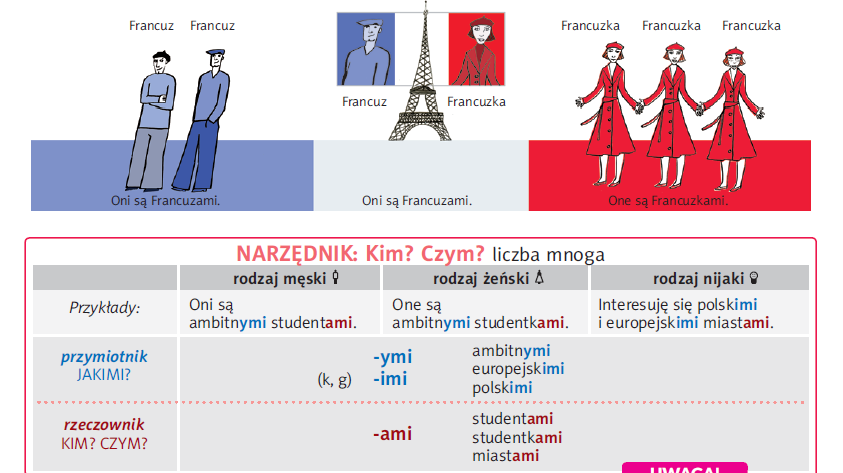 Francuz Francuz
Francuzka Francuzka Francuzka
Francuz Francuzka
Oni są Francuzami. Oni są Francuzami. One są Francuzkami.
NARZĘDNIK: Kim? Czym? liczba mnoga
rodzaj męski rodzaj żeński rodzaj nijaki
Przykłady:
Oni są
ambitnymi studentami.
One są
ambitnymi studentkami.
Interesuję się polskimi
i europejskimi miastami.
przymiotnik
JAKIMI?
-ymi
(k, g) -imi
ambitnymi
europejskimi
polskimi
rzeczownik
KIM? CZYM?
-ami
studentami
studentkami
miastami
UWAGA!